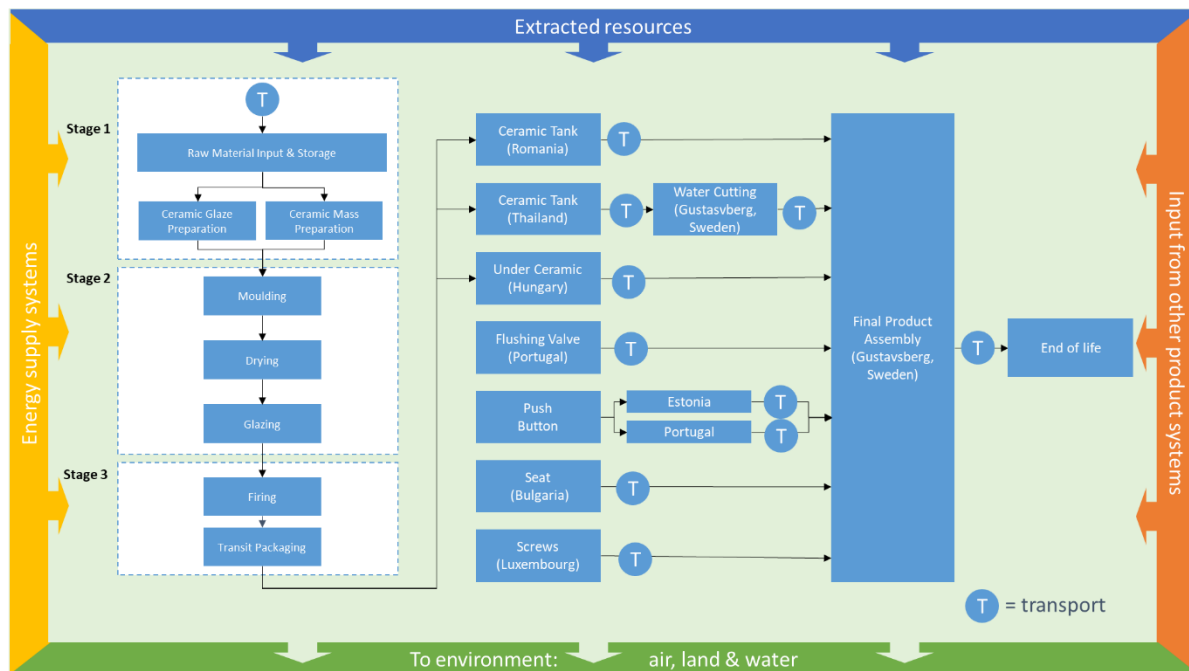 Extracted resources
Energy supply systems
Input from other product systems
Stage 1
T
Raw Material Input & Storage
Ceramic Glaze
Preparation
Ceramic Mass
Preparation
Stage 2
Moulding
Drying
Glazing
Stage 3
Firing
Transit Packaging
Ceramic Tank
(Romania)
T
Ceramic Tank
(Thailand)
T
Water Cutting
(Gustasvberg,
Sweden)
T
Under Ceramic
(Hungary)
T
Flushing Valve
(Portugal)
T
Push
Button
Estonia
T
Portugal
T
Seat
(Bulgaria)
T
Screws
(Luxembourg)
T
Final Product
Assembly
(Gustavsberg,
Sweden)
T
End of life
T = transport
To environment: air, land & water